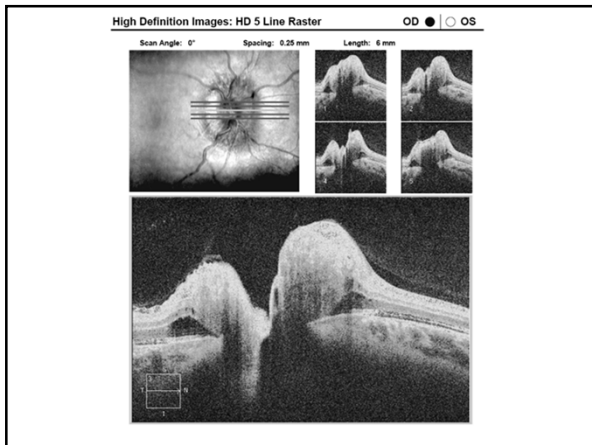 High Definition Images: HD 5 Line Raster OD OS
Scan Angle: 0° Spacing: 0.25 mm Length: 6 mm
S
T N
I